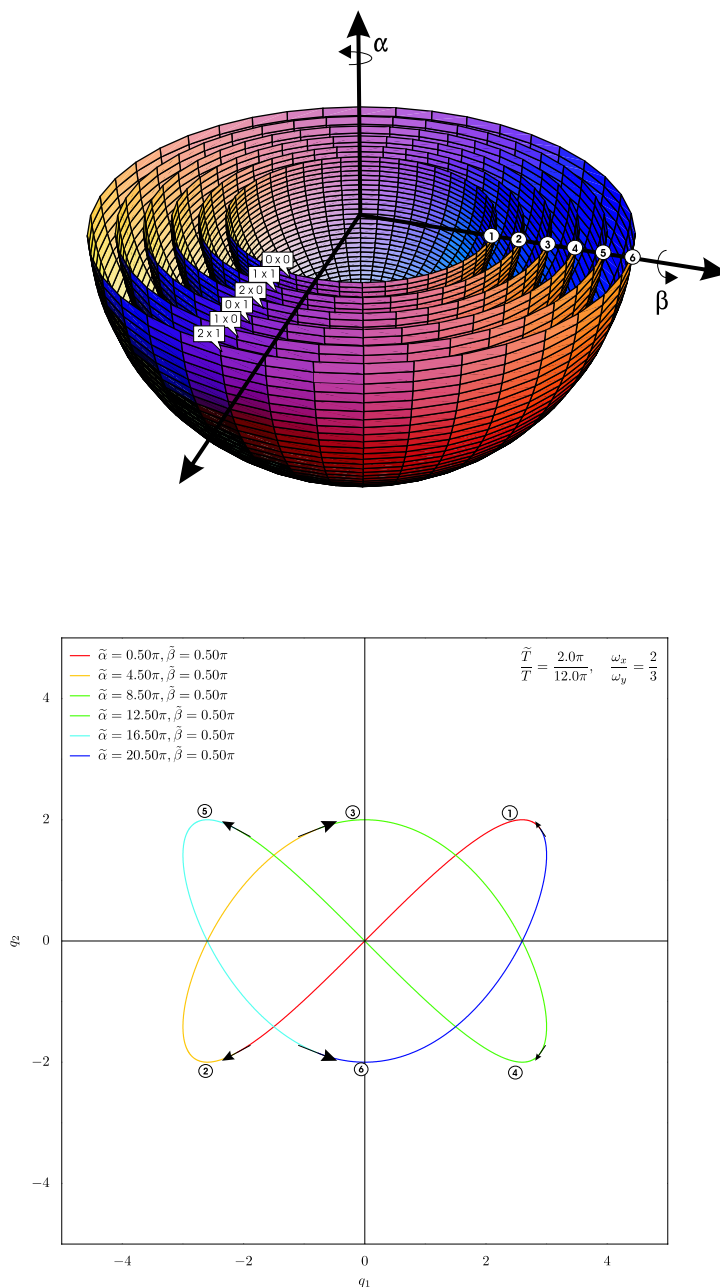 α
1 2 3 4 5 6
β
0 x 0
1 x 1
2 x 0
0 x 1
1 x 0
2 x 1
α̃ = 0.50π, β̃ = 0.50π
α̃ = 4.50π, β̃ = 0.50π
α̃ = 8.50π, β̃ = 0.50π
α̃ = 12.50π, β̃ = 0.50π
α̃ = 16.50π, β̃ = 0.50π
α̃ = 20.50π, β̃ = 0.50π
T̃/T = 2.0π/12.0π, ω_x/ω_y = 2/3
4
2
0
−2
−4
q₂
5 3 1
2 6 4
−4 −2 0 2 4
q₁